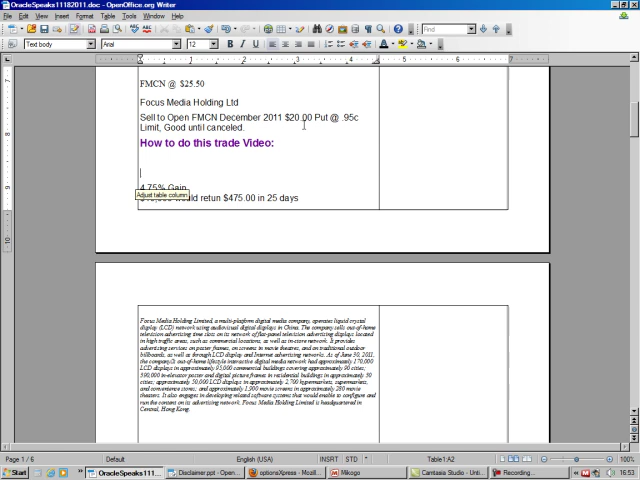 OracleSpeaks11182011.doc - OpenOffice.org Writer
File Edit View Insert Format Table Tools Window Help
Find
Text body Arial 12 B I U
FMCN @ $25.50
Focus Media Holding Ltd
Sell to Open FMCN December 2011 $20.00 Put @ .95c
Limit, Good until canceled.
How to do this trade Video:
4.75% Gain
Adjust table column
would retun $475.00 in 25 days
Focus Media Holding Limited, a multi-platform digital media company, operates liquid crystal
display (LCD) network using audiovisual digital displays in China. The company sells out-of-home
television advertising time slots on its network of flat-panel television advertising displays located
in high traffic areas, such as commercial locations, as well as in-store network. It provides
advertising services on poster frames, on screens in movie theatres, and on traditional outdoor
billboards, as well as through LCD display and Internet advertising networks. As of June 30, 2011,
the company's out-of-home lifestyle interactive digital media network had approximately 170,000
LCD displays in approximately 95,000 commercial buildings covering approximately 90 cities;
590,000 in-elevator poster and digital picture frames in residential buildings in approximately 50
cities; approximately 50,000 LCD displays in approximately 2,700 hypermarkets, supermarkets,
and convenience stores; and approximately 1,900 movie screens in approximately 280 movie
theaters. It also engages in developing related software systems that would enable to configure and
run the content on its advertising network. Focus Media Holding Limited is headquartered in
Central, Hong Kong.
7
8
9
10
Page 1 / 6 Default English (USA) INSRT STD * Table1:A2 100%
Start OracleSpeaks111... Disclaimer.ppt - Open... optionsXpress - Mozil... Mikogo Camtasia Studio - Unti... Recording... 16:53